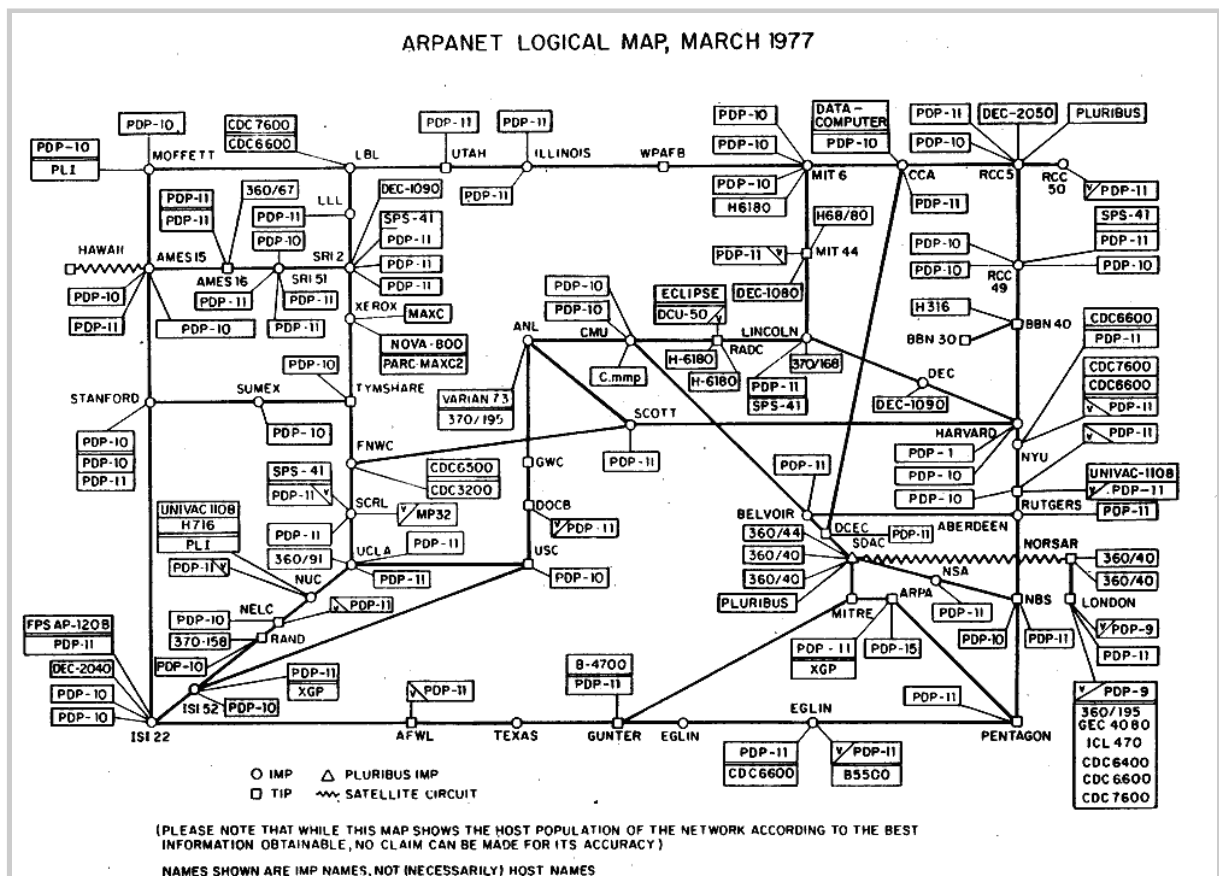 ARPANET LOGICAL MAP, MARCH 1977
PDP-10
CDC 7600
CDC 6600
PDP-11
PDP-11
PDP-10
PDP-10
DATA-
COMPUTER
PDP-10
PDP-11
PDP-10
DEC-2050
PLURIBUS
PDP-10
PLI
MOFFETT
LBL
UTAH
ILLINOIS
PDP-11
WPAFB
PDP-10
H6180
MIT 6
CCA
PDP-11
RCC 5
RCC
50
PDP-11
PDP-11
PDP-11
360/67
LLL
PDP-11
PDP-10
DEC-1090
SPS-41
PDP-11
PDP-11
PDP-11
H68/80
PDP-11
MIT 44
DEC-1080
PDP-10
PDP-10
RCC
49
SPS-41
PDP-11
PDP-10
HAWAII
AMES 15
AMES 16
SRI 51
SRI 2
PDP-10
PDP-11
PDP-10
PDP-11
PDP-11
PDP-11
XEROX
MAXC
NOVA-800
PARC-MAXC2
ANL
PDP-10
PDP-10
CMU
C.mmp
ECLIPSE
DCU-50
RADC
H-6180
H-6180
LINCOLN
370/168
PDP-11
SPS-41
H316
BBN 40
BBN 30
CDC6600
PDP-11
CDC7600
CDC6600
PDP-11
PDP-11
DEC
DEC-1090
STANFORD
SUMEX
PDP-10
TYMSHARE
PDP-10
PDP-10
PDP-10
PDP-11
VARIAN 73
370/195
SCOTT
PDP-11
HARVARD
PDP-1
PDP-10
PDP-10
NYU
FNWC
CDC6500
CDC3200
GWC
PDP-11
UNIVAC-1108
PDP-11
RUTGERS
PDP-11
SPS-41
PDP-11
SCRL
MP32
PDP-11
360/91
DOCB
PDP-11
BELVOIR
DCEC
PDP-11
ABERDEEN
UNIVAC 1108
H716
PLI
PDP-11
UCLA
PDP-11
PDP-11
USC
PDP-10
360/44
360/40
360/40
PLURIBUS
SDAC
NORSAR
360/40
360/40
NUC
NELC
PDP-10
PDP-11
370-158
RAND
PDP-10
MITRE
ARPA
NSA
PDP-11
NBS
PDP-10
PDP-11
LONDON
PDP-9
PDP-11
FPS AP-120B
PDP-11
DEC-2040
PDP-10
PDP-10
ISI 22
ISI 52
PDP-11
XGP
PDP-10
PDP-11
AFWL
TEXAS
B-4700
PDP-11
GUNTER
EGLIN
EGLIN
PDP-11
XGP
PDP-15
PDP-11
CDC6600
PDP-11
B5500
PDP-11
PENTAGON
PDP-9
360/195
GEC 4080
ICL 470
CDC6400
CDC6600
CDC7600
IMP
PLURIBUS IMP
TIP
SATELLITE CIRCUIT
(PLEASE NOTE THAT WHILE THIS MAP SHOWS THE HOST POPULATION OF THE NETWORK ACCORDING TO THE BEST
INFORMATION OBTAINABLE, NO CLAIM CAN BE MADE FOR ITS ACCURACY)
NAMES SHOWN ARE IMP NAMES, NOT (NECESSARILY) HOST NAMES